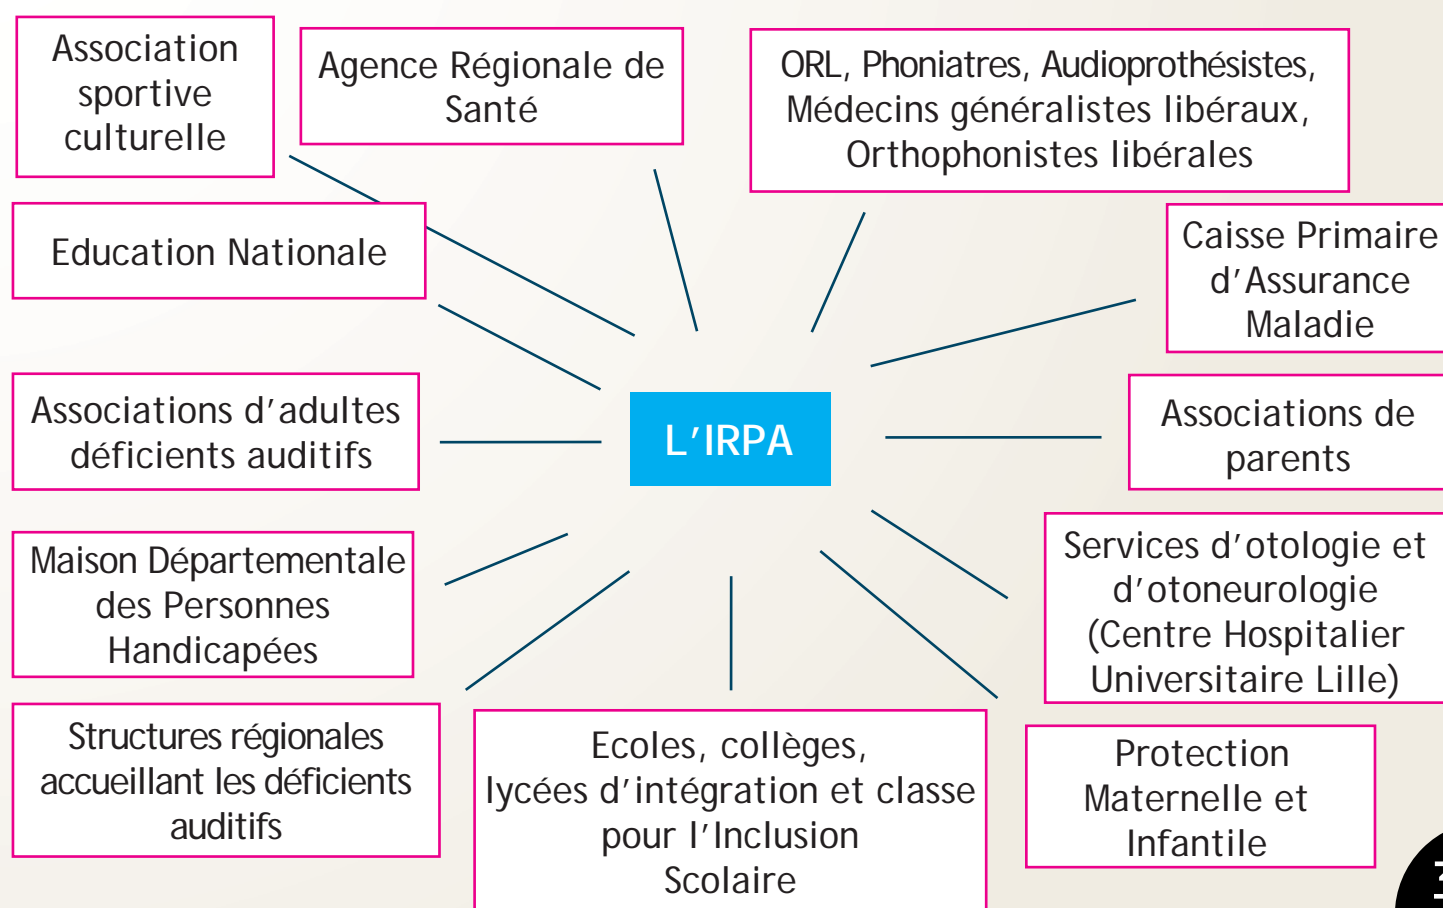 Association
sportive
culturelle
Agence Régionale de
Santé
ORL, Phoniatres, Audioprothésistes,
Médecins généralistes libéraux,
Orthophonistes libérales
Education Nationale
Caisse Primaire
d’Assurance
Maladie
Associations d’adultes
déficients auditifs
L’IRPA
Associations de
parents
Maison Départementale
des Personnes
Handicapées
Services d’otologie et
d’otoneurologie
(Centre Hospitalier
Universitaire Lille)
Structures régionales
accueillant les déficients
auditifs
Ecoles, collèges,
lycées d’intégration et classe
pour l’Inclusion
Scolaire
Protection
Maternelle et
Infantile